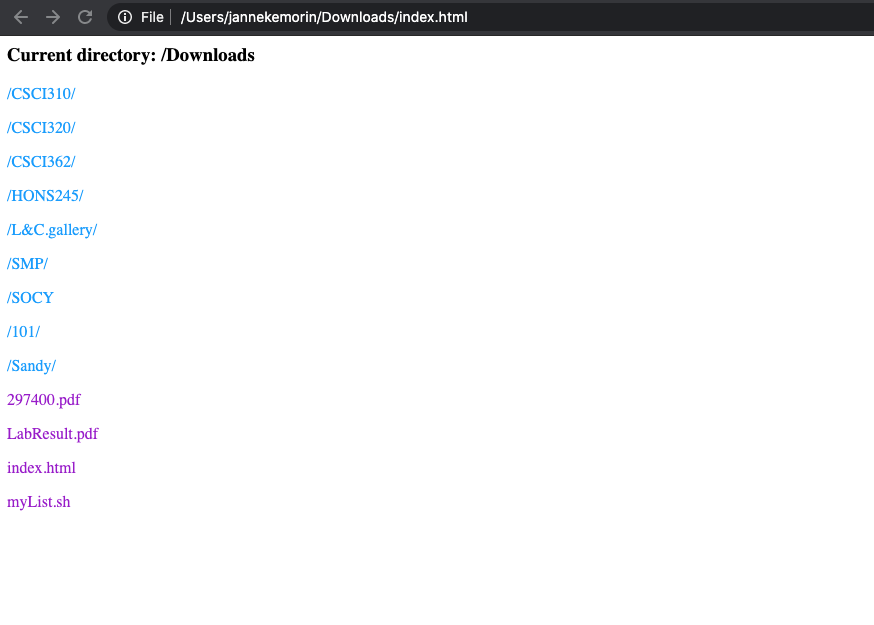 File | /Users/jannekemorin/Downloads/index.html
Current directory: /Downloads
/CSCI310/
/CSCI320/
/CSCI362/
/HONS245/
/L&C.gallery/
/SMP/
/SOCY
/101/
/Sandy/
297400.pdf
LabResult.pdf
index.html
myList.sh